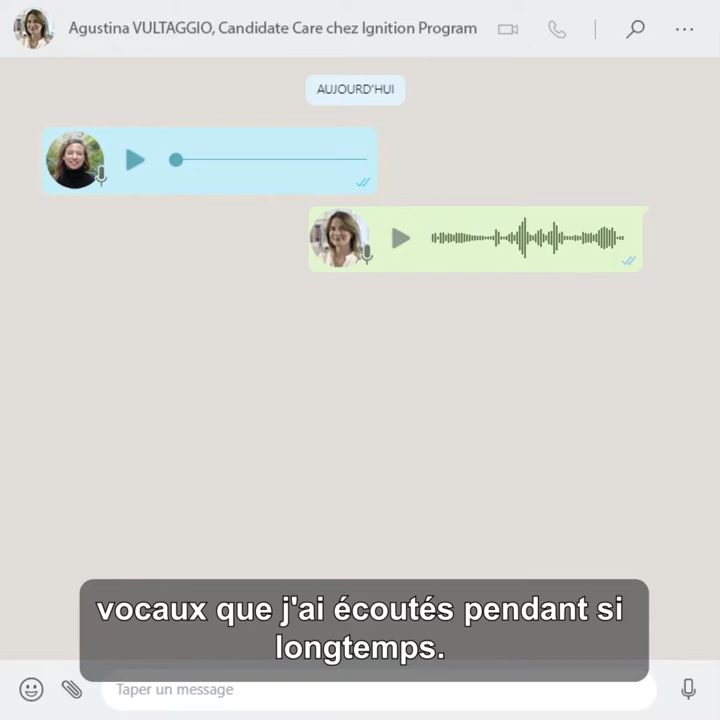 Agustina VULTAGGIO, Candidate Care chez Ignition Program
AUJOURD'HUI
vocaux que j'ai écoutés pendant si
longtemps.
Taper un message